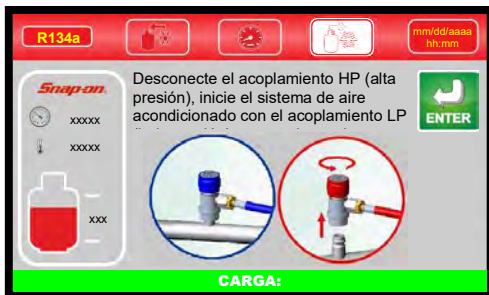 R134a
mm/dd/aaaa
hh:mm
Snap-on
xxxxx
xxxxx
xxx
Desconecte el acoplamiento HP (alta
presión), inicie el sistema de aire
acondicionado con el acoplamiento LP
ENTER
CARGA: